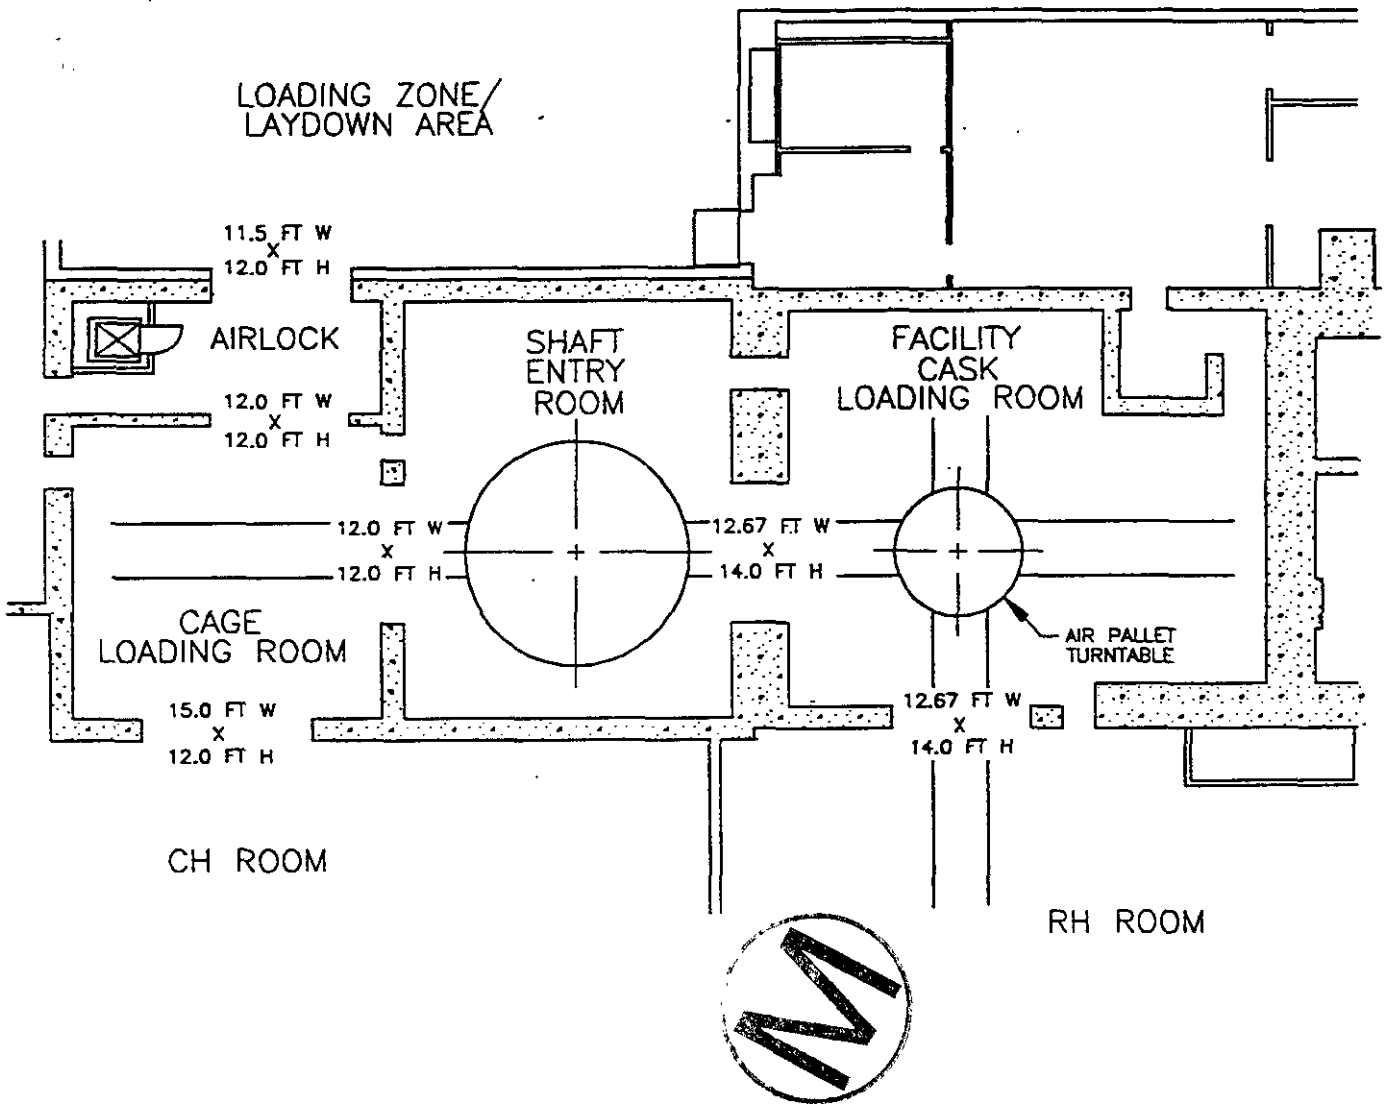 LOADING ZONE/
LAYDOWN AREA
11.5 FT W
X
12.0 FT H
AIRLOCK
12.0 FT W
X
12.0 FT H
SHAFT
ENTRY
ROOM
FACILITY
CASK
LOADING ROOM
12.0 FT W
X
12.0 FT H
12.67 FT W
X
14.0 FT H
CAGE
LOADING ROOM
AIR PALLET
TURNTABLE
15.0 FT W
X
12.0 FT H
12.67 FT W
X
14.0 FT H
CH ROOM
RH ROOM
M